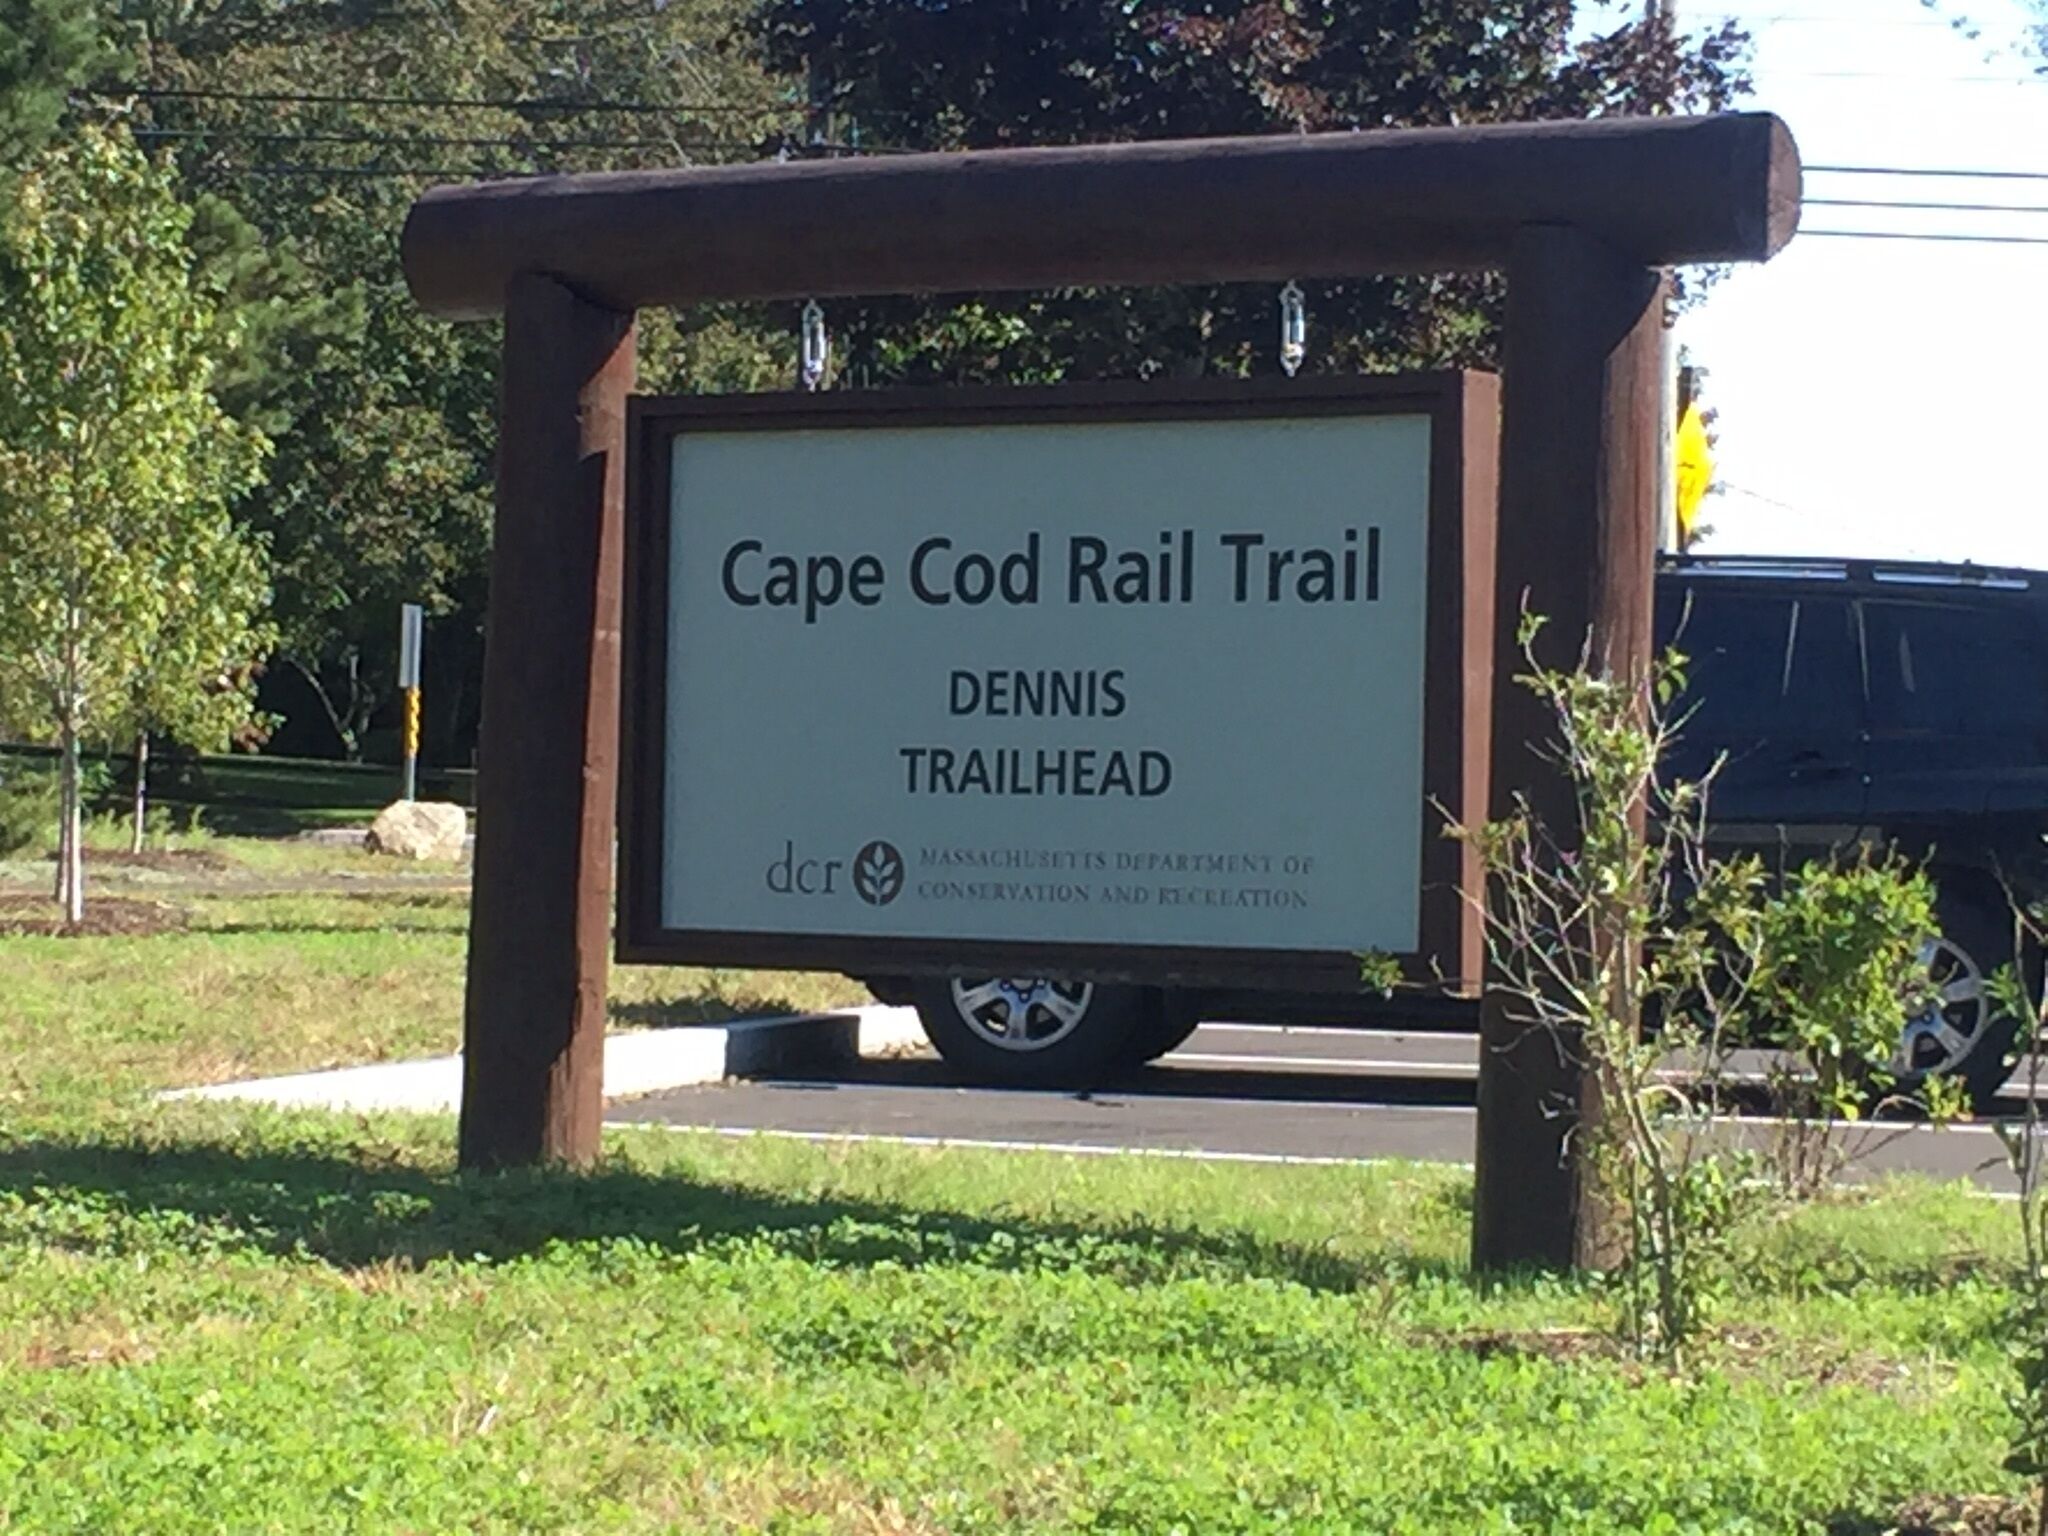 Cape Cod Rail Trail
DENNIS
TRAILHEAD
dcr MASSACHUSETTS DEPARTMENT OF
CONSERVATION AND RECREATION